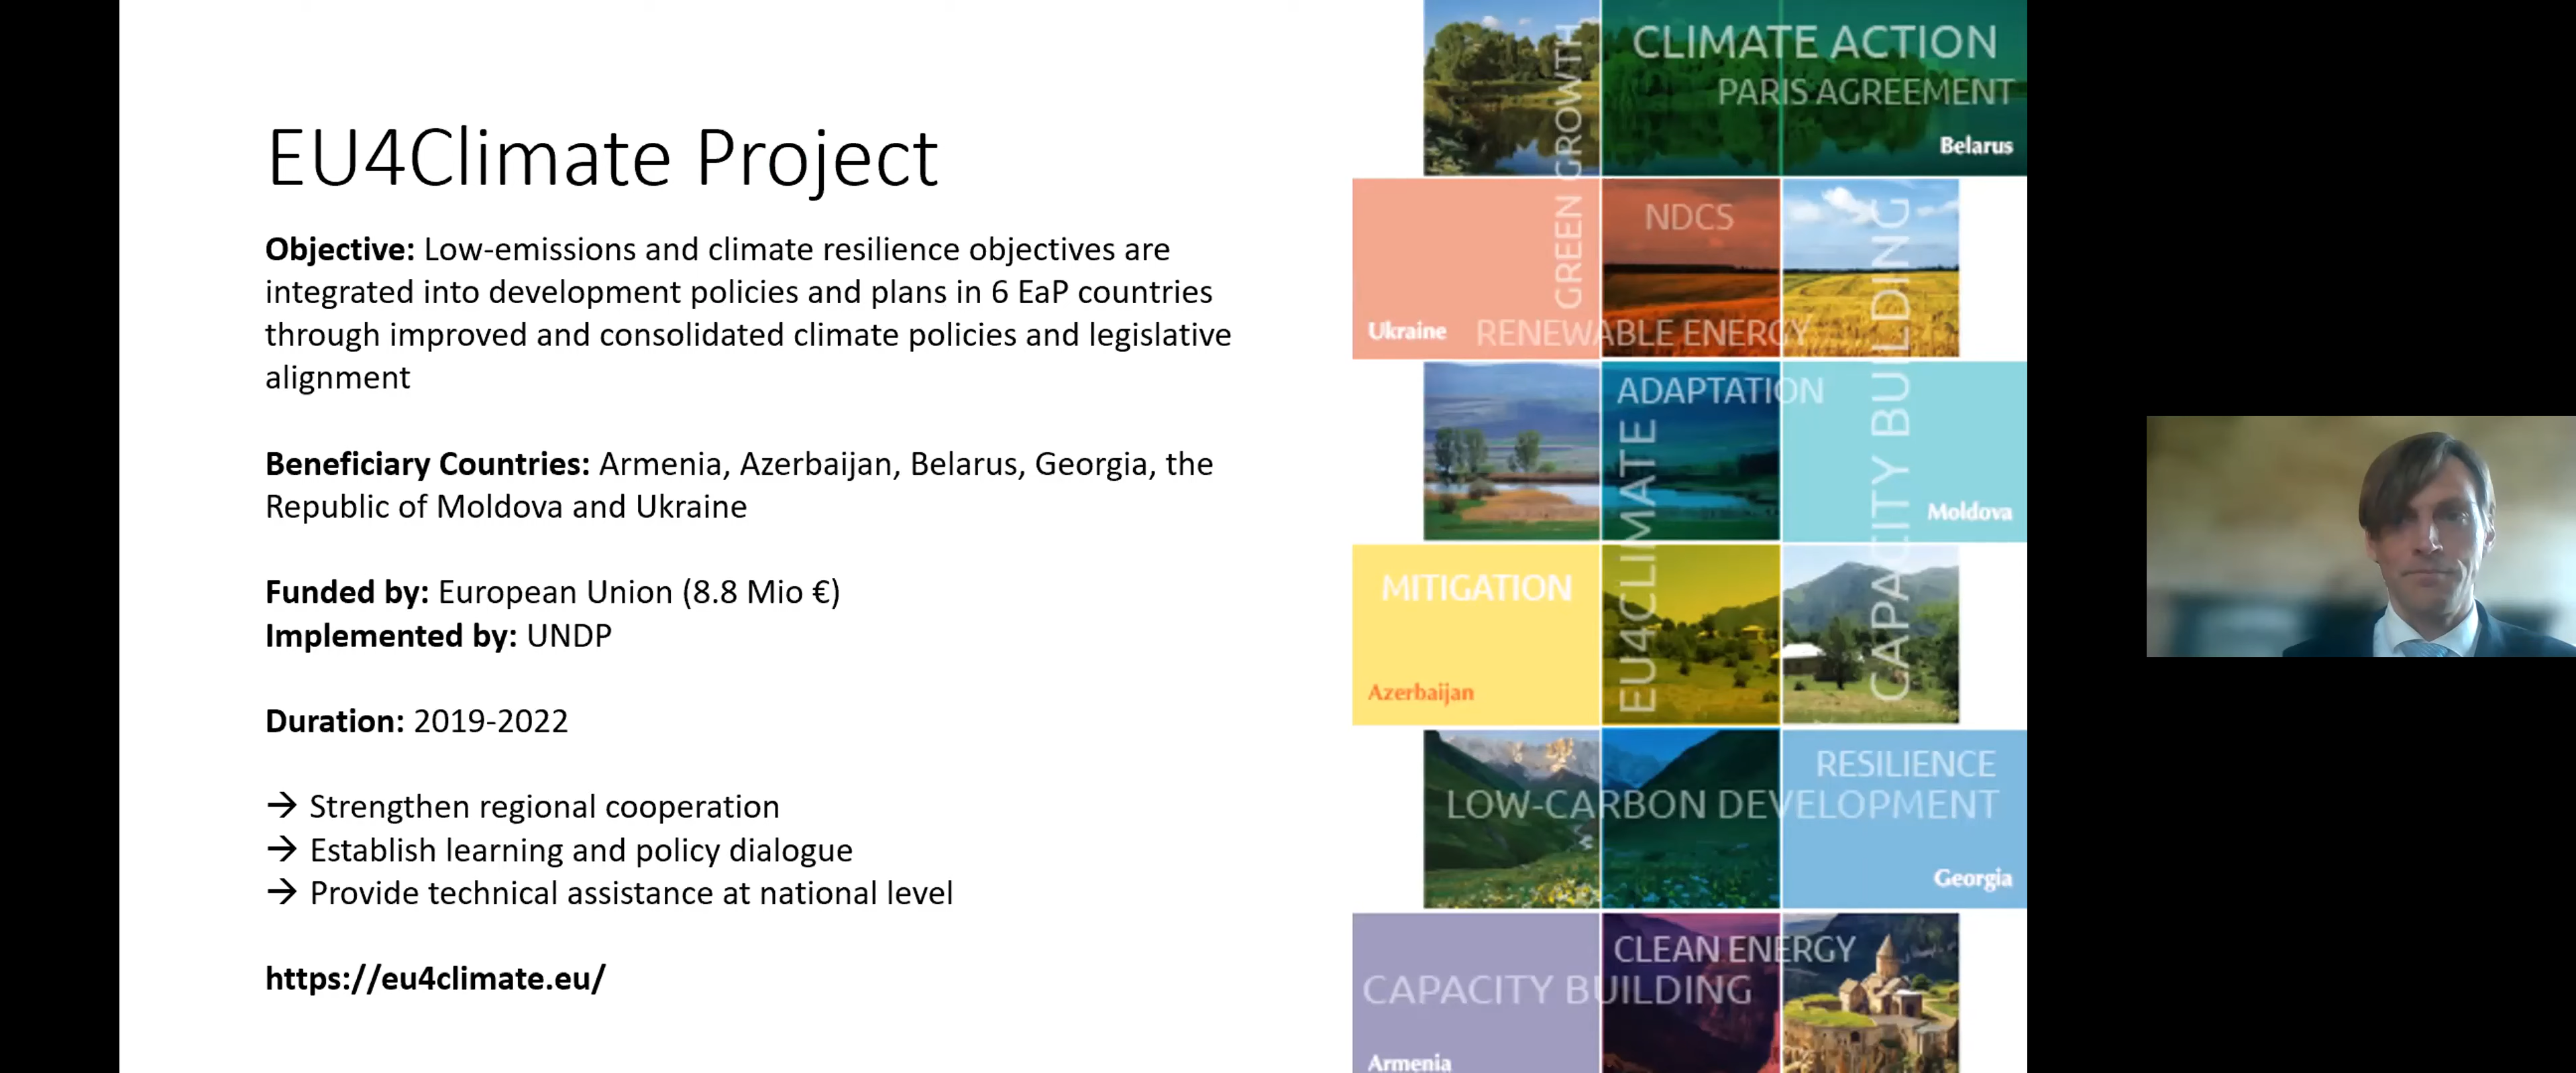 EU4Climate Project
Objective: Low-emissions and climate resilience objectives are
integrated into development policies and plans in 6 EaP countries
through improved and consolidated climate policies and legislative
alignment
Beneficiary Countries: Armenia, Azerbaijan, Belarus, Georgia, the
Republic of Moldova and Ukraine
Funded by: European Union (8.8 Mio €)
Implemented by: UNDP
Duration: 2019-2022
→ Strengthen regional cooperation
→ Establish learning and policy dialogue
→ Provide technical assistance at national level
https://eu4climate.eu/
CLIMATE ACTION
PARIS AGREEMENT
Belarus
GREEN GROWTH
NDCS
Ukraine
RENEWABLE ENERGY
CAPACITY BUILDING
ADAPTATION
Moldova
EU4CLIMATE
MITIGATION
Azerbaijan
RESILIENCE
LOW-CARBON DEVELOPMENT
Georgia
CLEAN ENERGY
CAPACITY BUILDING
Armenia